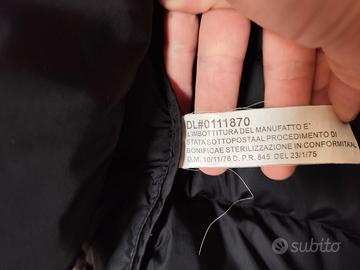 DL#0111870
L'IMBOTTITURA DEL MANUFATTO E'
STATA SOTTOPOSTA AL PROCEDIMENTO DI
BONIFICA E STERILIZZAZIONE IN CONFORMITA AL
D.M. 10/11/76 D. P.R. 845 DEL 23/1/75
subito